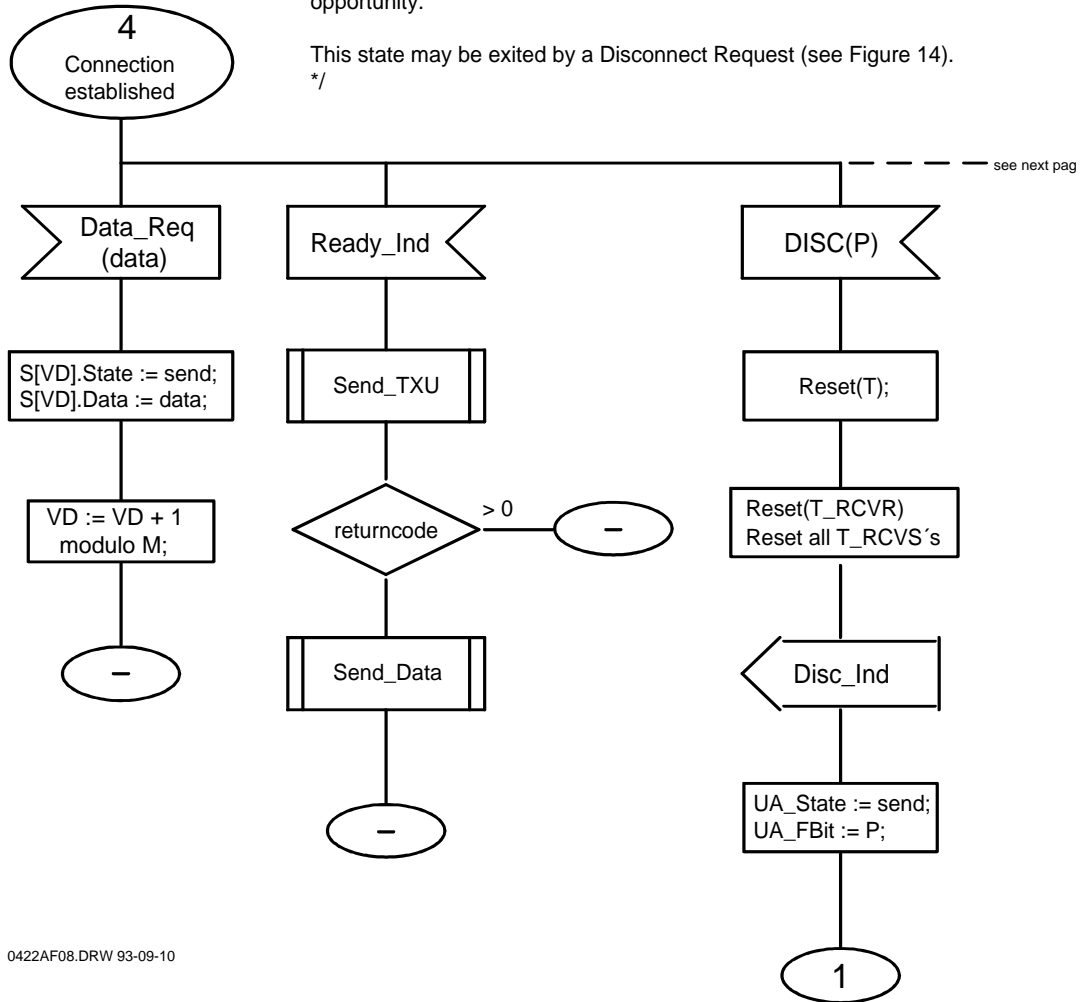 opportunity.
This state may be exited by a Disconnect Request (see Figure 14).
*/
4
Connection
established
see next pag
Data_Req
(data)
Ready_Ind
DISC(P)
S[VD].State := send;
S[VD].Data := data;
Send_TXU
Reset(T);
VD := VD + 1
modulo M;
returncode
> 0
–
Reset(T_RCVR)
Reset all T_RCVS´s
–
Send_Data
Disc_Ind
–
UA_State := send;
UA_FBit := P;
1
0422AF08.DRW 93-09-10